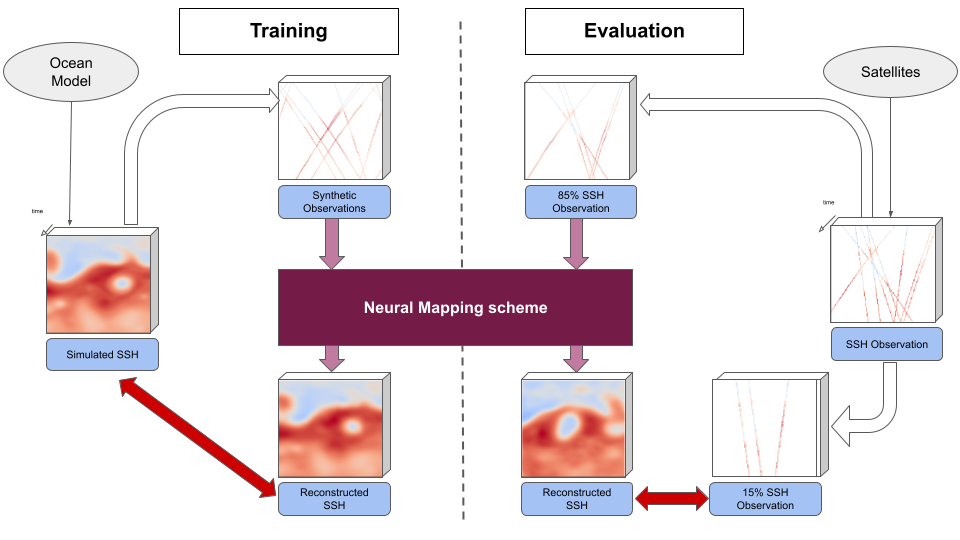 Training
Evaluation
Ocean
Model
Satellites
Synthetic
Observations
85% SSH
Observation
time
time
Neural Mapping scheme
Simulated SSH
SSH Observation
Reconstructed
SSH
Reconstructed
SSH
15% SSH
Observation